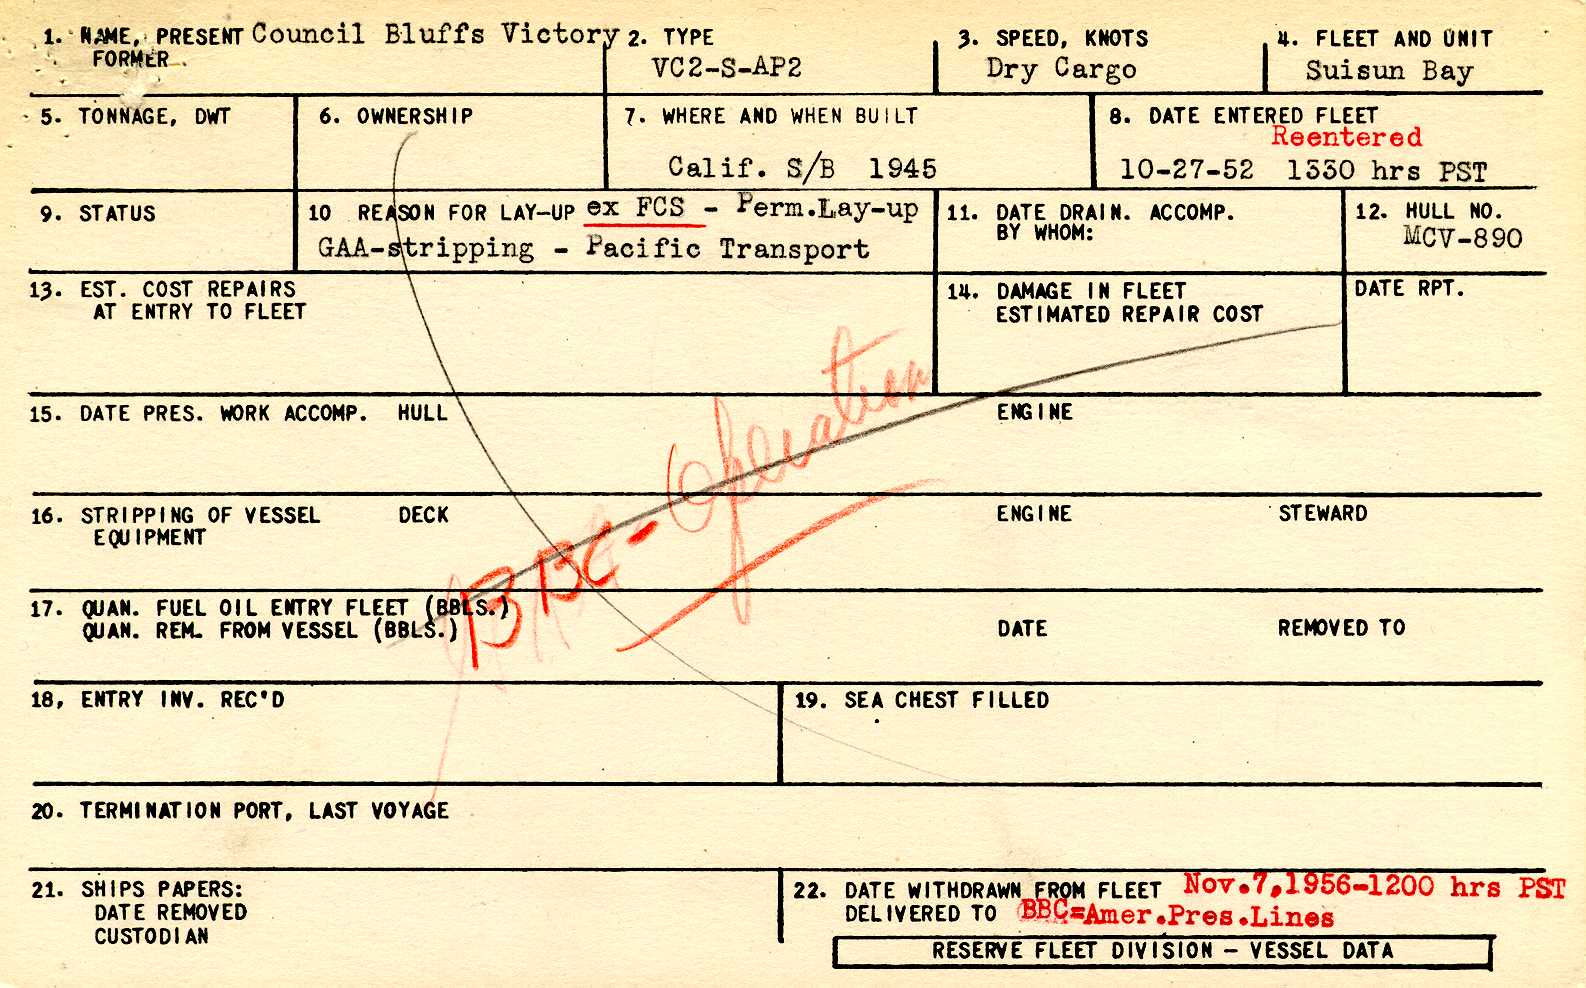 1. NAME, PRESENT Council Bluffs Victory
FORMER
2. TYPE
VC2-S-AP2
3. SPEED, KNOTS
Dry Cargo
4. FLEET AND UNIT
Suisun Bay
5. TONNAGE, DWT
6. OWNERSHIP
7. WHERE AND WHEN BUILT
Calif. S/B 1945
8. DATE ENTERED FLEET
Reentered
10-27-52 1330 hrs PST
9. STATUS
10 REASON FOR LAY-UP ex FCS - Perm.Lay-up
GAA-stripping - Pacific Transport
11. DATE DRAIN. ACCOMP.
BY WHOM:
12. HULL NO.
MCV-890
13. EST. COST REPAIRS
AT ENTRY TO FLEET
14. DAMAGE IN FLEET
ESTIMATED REPAIR COST
DATE RPT.
15. DATE PRES. WORK ACCOMP. HULL ENGINE
BBC - Operation
16. STRIPPING OF VESSEL DECK ENGINE STEWARD
EQUIPMENT
17. QUAN. FUEL OIL ENTRY FLEET (BBLS.)
QUAN. REM. FROM VESSEL (BBLS.) DATE REMOVED TO
18, ENTRY INV. REC'D
19. SEA CHEST FILLED
20. TERMINATION PORT, LAST VOYAGE
21. SHIPS PAPERS:
DATE REMOVED
CUSTODIAN
22. DATE WITHDRAWN FROM FLEET Nov.7,1956-1200 hrs PST
DELIVERED TO BBC=Amer.Pres.Lines
RESERVE FLEET DIVISION - VESSEL DATA